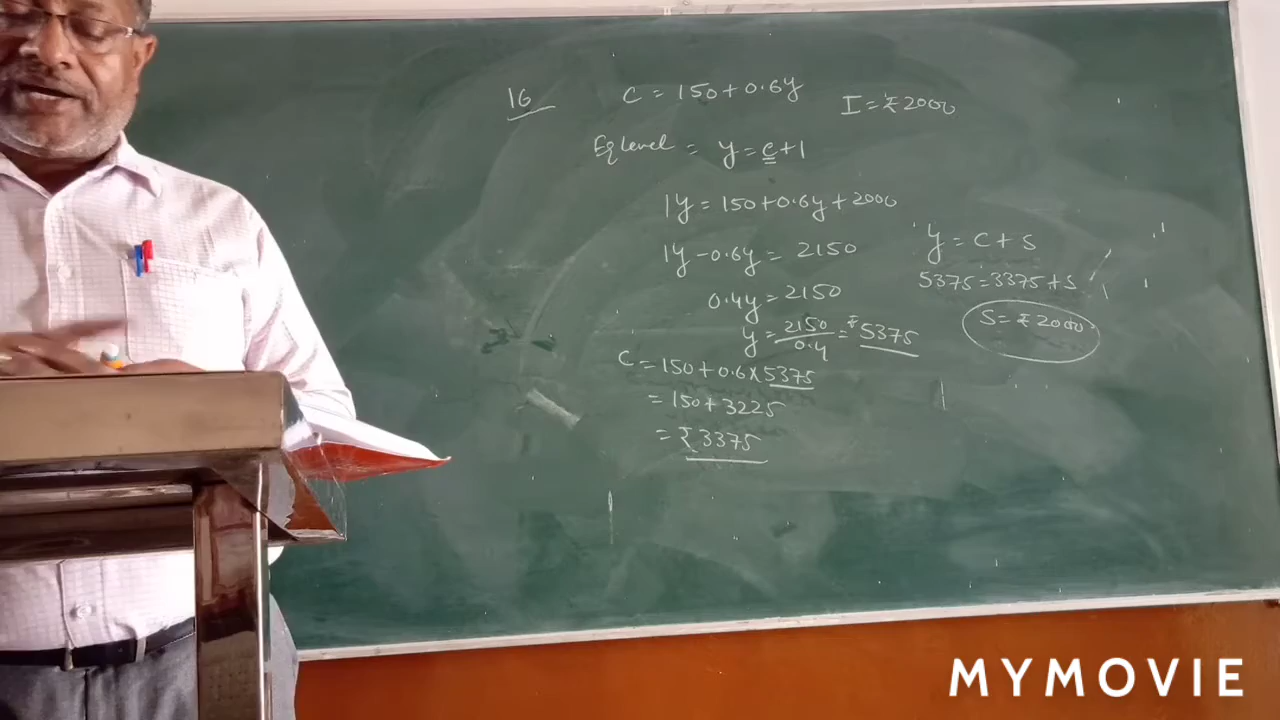 16
C = 150 + 0.6y
I = ₹2000
Eq level = y = c + 1
1y = 150 + 0.6y + 2000
1y - 0.6y = 2150
0.4y = 2150
y = 2150/0.4 = ₹5375
C = 150 + 0.6 x 5375
= 150 + 3225
= ₹3375
y = c + s
5375 = 3375 + s
S = ₹2000
MYMOVIE